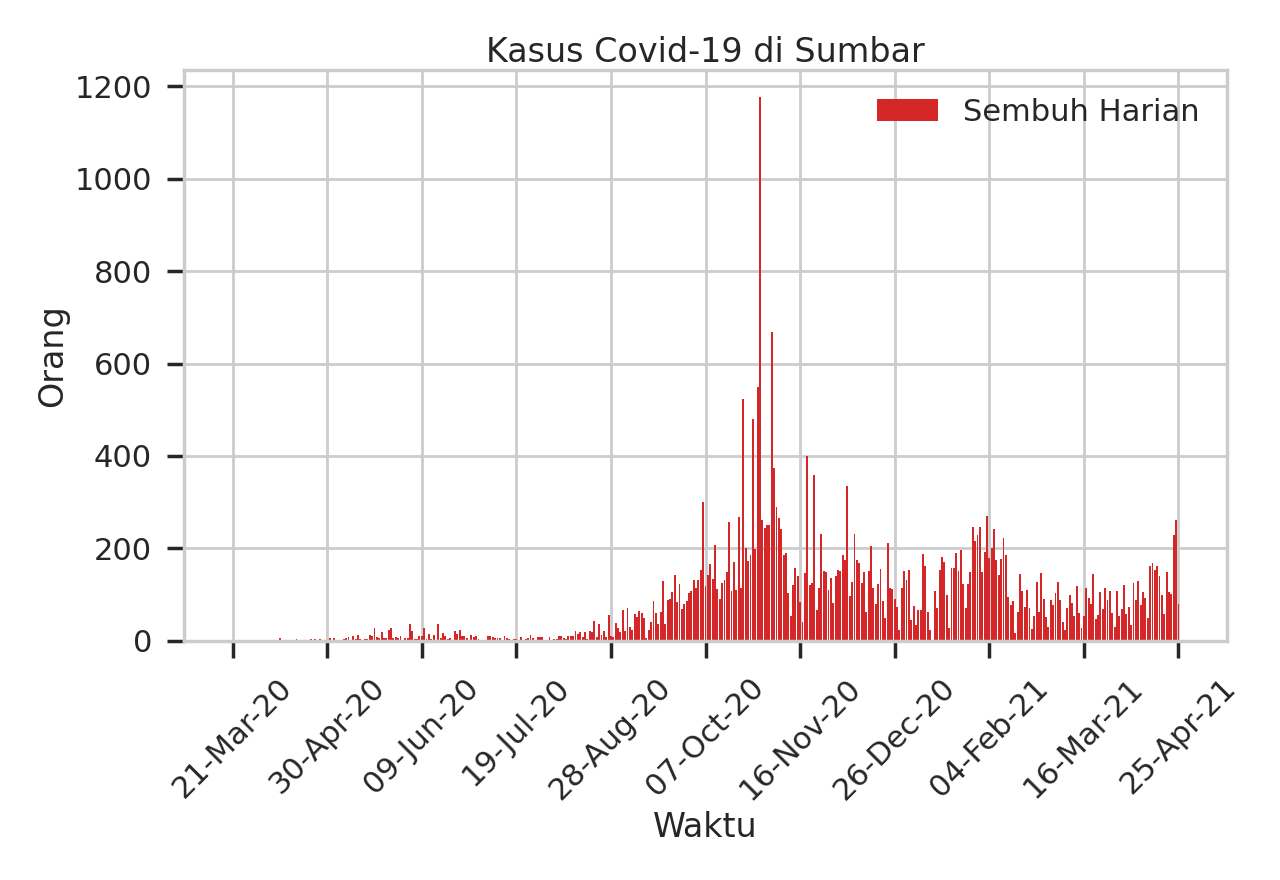 Kasus Covid-19 di Sumbar
Sembuh Harian
Orang
1200
1000
800
600
400
200
0
21-Mar-20
30-Apr-20
09-Jun-20
19-Jul-20
28-Aug-20
07-Oct-20
16-Nov-20
26-Dec-20
04-Feb-21
16-Mar-21
25-Apr-21
Waktu